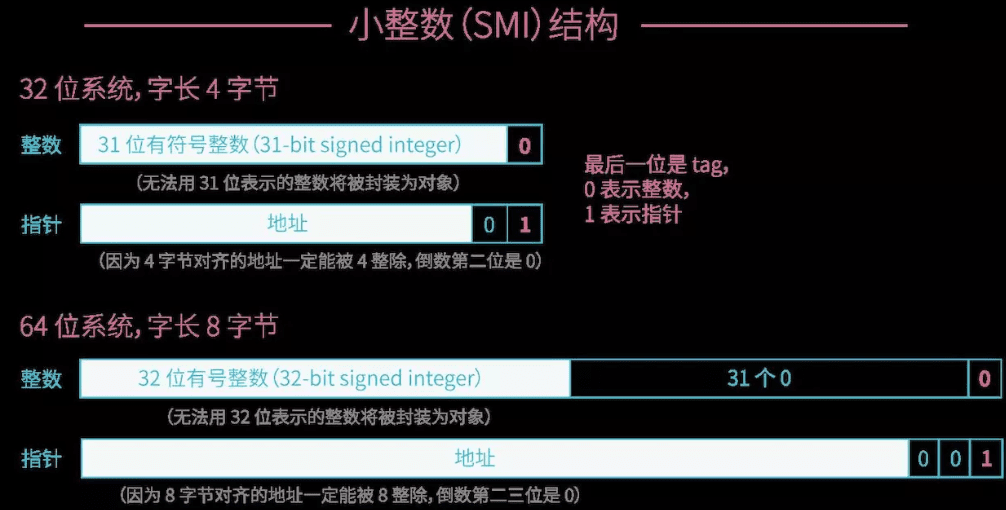 小整数(SMI)结构
32 位系统,字长 4 字节
整数 31 位有符号整数(31-bit signed integer) 0
(无法用 31 位表示的整数将被封装为对象)
最后一位是 tag,
0 表示整数,
1 表示指针
指针 地址 0 1
(因为 4 字节对齐的地址一定能被 4 整除,倒数第二位是 0)
64 位系统,字长 8 字节
整数 32 位有号整数(32-bit signed integer) 31 个 0 0
(无法用 32 位表示的整数将被封装为对象)
指针 地址 0 0 1
(因为 8 字节对齐的地址一定能被 8 整除,倒数第二三位是 0)